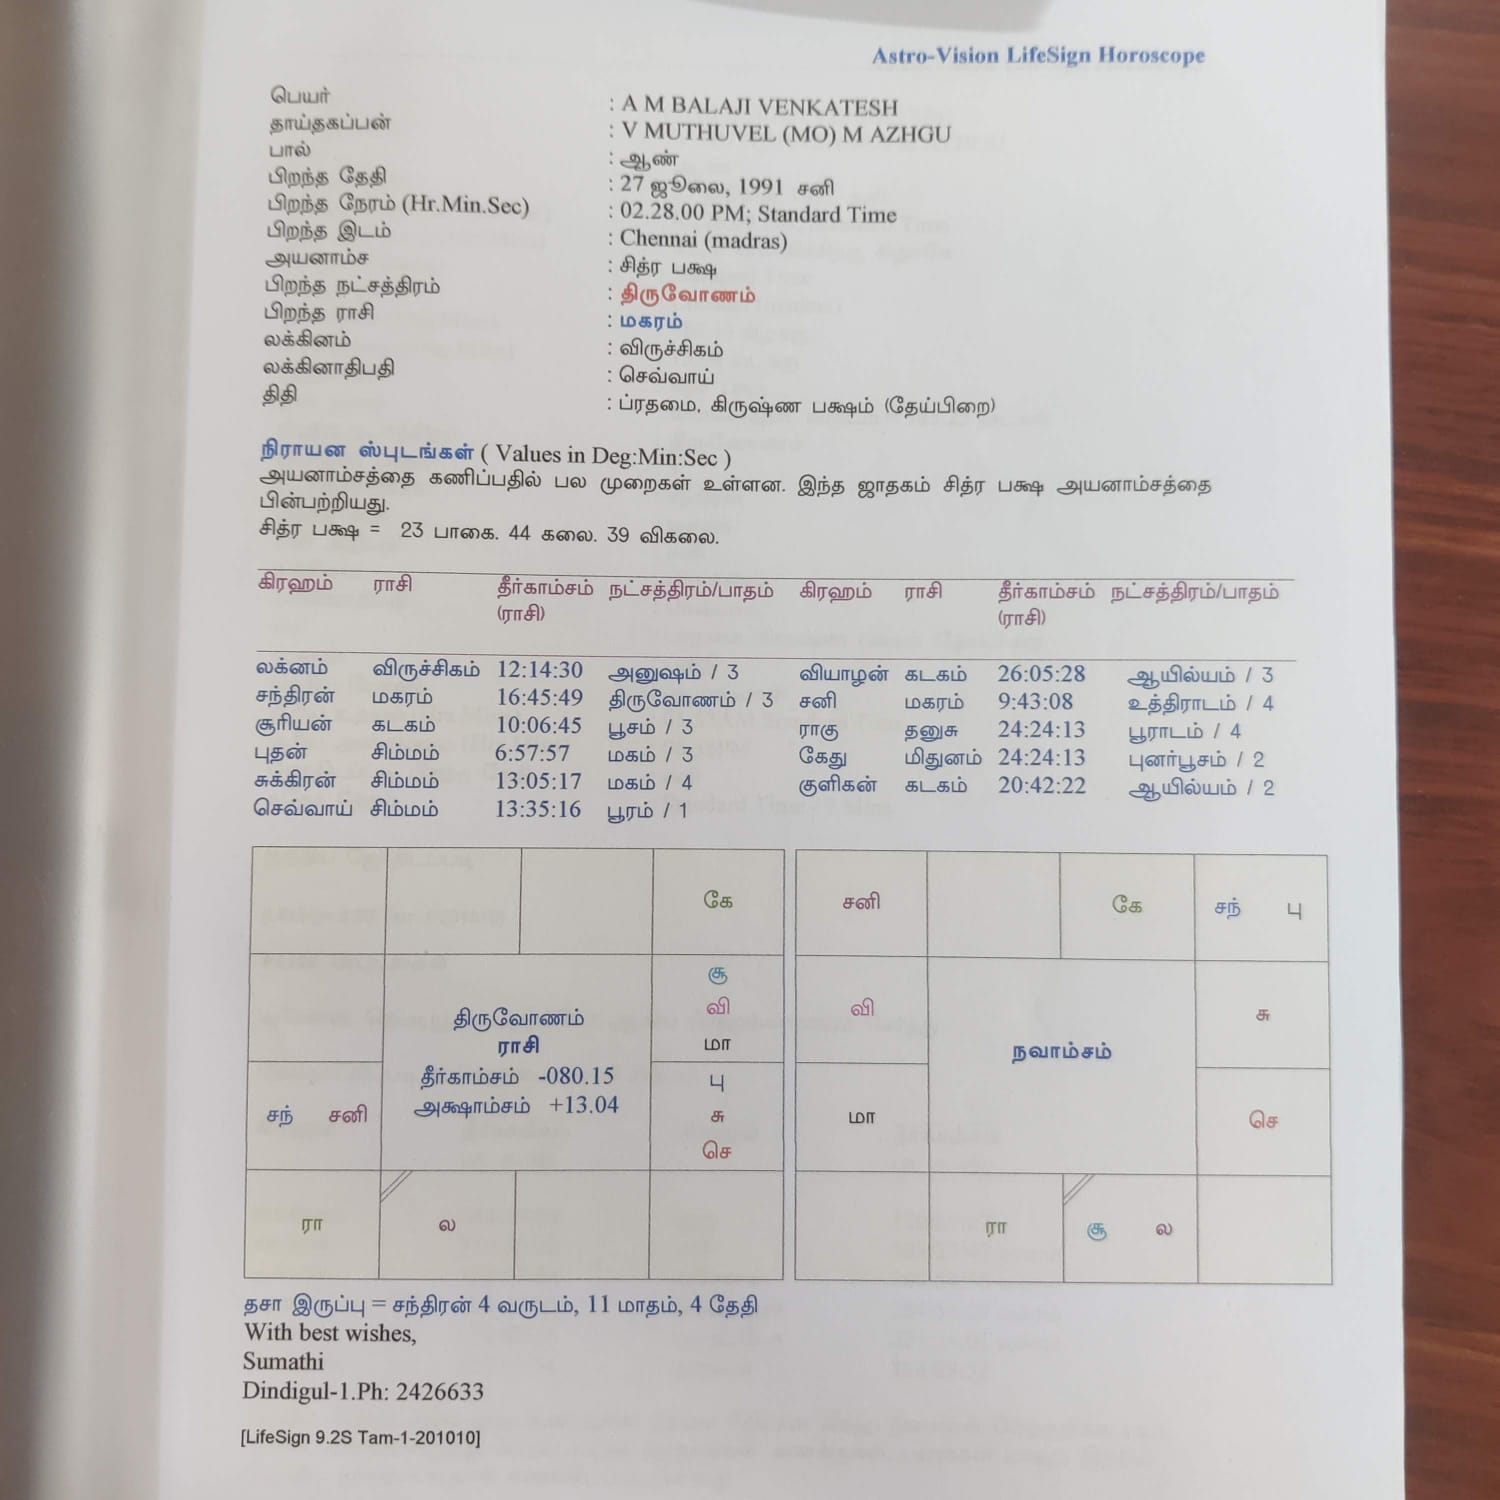 Astro-Vision LifeSign Horoscope
பெயர் : A M BALAJI VENKATESH
தாய்தகப்பன் : V MUTHUVEL (MO) M AZHGU
பால் : ஆண்
பிறந்த தேதி : 27 ஜூலை, 1991 சனி
பிறந்த நேரம் (Hr.Min.Sec) : 02.28.00 PM; Standard Time
பிறந்த இடம் : Chennai (madras)
அயனாம்ச : சித்ர பக்ஷ
பிறந்த நட்சத்திரம் : திருவோணம்
பிறந்த ராசி : மகரம்
லக்கினம் : விருச்சிகம்
லக்கினாதிபதி : செவ்வாய்
திதி : ப்ரதமை, கிருஷ்ண பக்ஷம் (தேய்பிறை)
நிராயன ஸ்புடங்கள் ( Values in Deg:Min:Sec )
அயனாம்சத்தை கணிப்பதில் பல முறைகள் உள்ளன. இந்த ஜாதகம் சித்ர பக்ஷ அயனாம்சத்தை
பின்பற்றியது.
சித்ர பக்ஷ = 23 பாகை. 44 கலை. 39 விகலை.
கிரஹம் ராசி தீர்காம்சம் நட்சத்திரம்/பாதம் கிரஹம் ராசி தீர்காம்சம் நட்சத்திரம்/பாதம்
(ராசி) (ராசி)
லக்னம் விருச்சிகம் 12:14:30 அனுஷம் / 3 வியாழன் கடகம் 26:05:28 ஆயில்யம் / 3
சந்திரன் மகரம் 16:45:49 திருவோணம் / 3 சனி மகரம் 9:43:08 உத்திராடம் / 4
சூரியன் கடகம் 10:06:45 பூசம் / 3 ராகு தனுசு 24:24:13 பூராடம் / 4
புதன் சிம்மம் 6:57:57 மகம் / 3 கேது மிதுனம் 24:24:13 புனர்பூசம் / 2
சுக்கிரன் சிம்மம் 13:05:17 மகம் / 4 குளிகன் கடகம் 20:42:22 ஆயில்யம் / 2
செவ்வாய் சிம்மம் 13:35:16 பூரம் / 1
கே
சூ
வி
மா
திருவோணம்
ராசி
தீர்காம்சம் -080.15
அக்ஷாம்சம் +13.04
சந் சனி
பு
சு
செ
ரா
ல
சனி
கே
சந் பு
வி
நவாம்சம்
சு
மா
செ
ரா
சூ ல
தசா இருப்பு = சந்திரன் 4 வருடம், 11 மாதம், 4 தேதி
With best wishes,
Sumathi
Dindigul-1.Ph: 2426633
[LifeSign 9.2S Tam-1-201010]